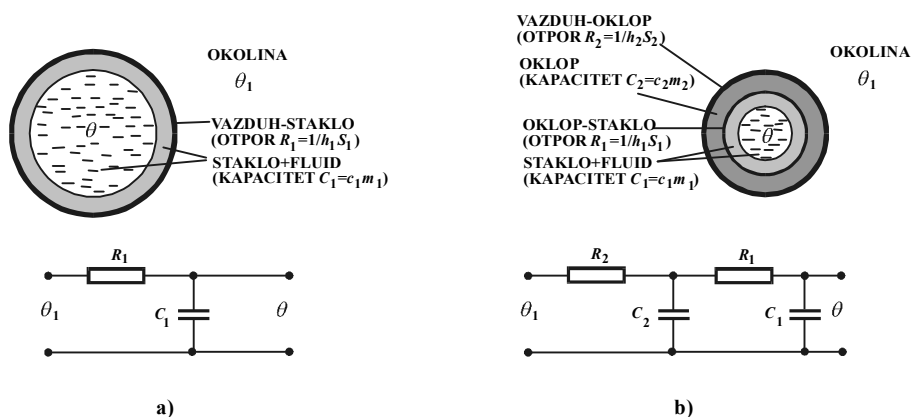 OKOLINA
θ₁
θ
VAZDUH-STAKLO
(OTPOR R₁=1/h₁S₁)
STAKLO+FLUID
(KAPACITET C₁=c₁m₁)
R₁
θ₁
C₁
θ
a)
VAZDUH-OKLOP
(OTPOR R₂=1/h₂S₂)
OKLOP
(KAPACITET C₂=c₂m₂)
OKLOP-STAKLO
(OTPOR R₁=1/h₁S₁)
STAKLO+FLUID
(KAPACITET C₁=c₁m₁)
OKOLINA
θ₁
θ
R₂
R₁
θ₁
C₂
C₁
θ
b)